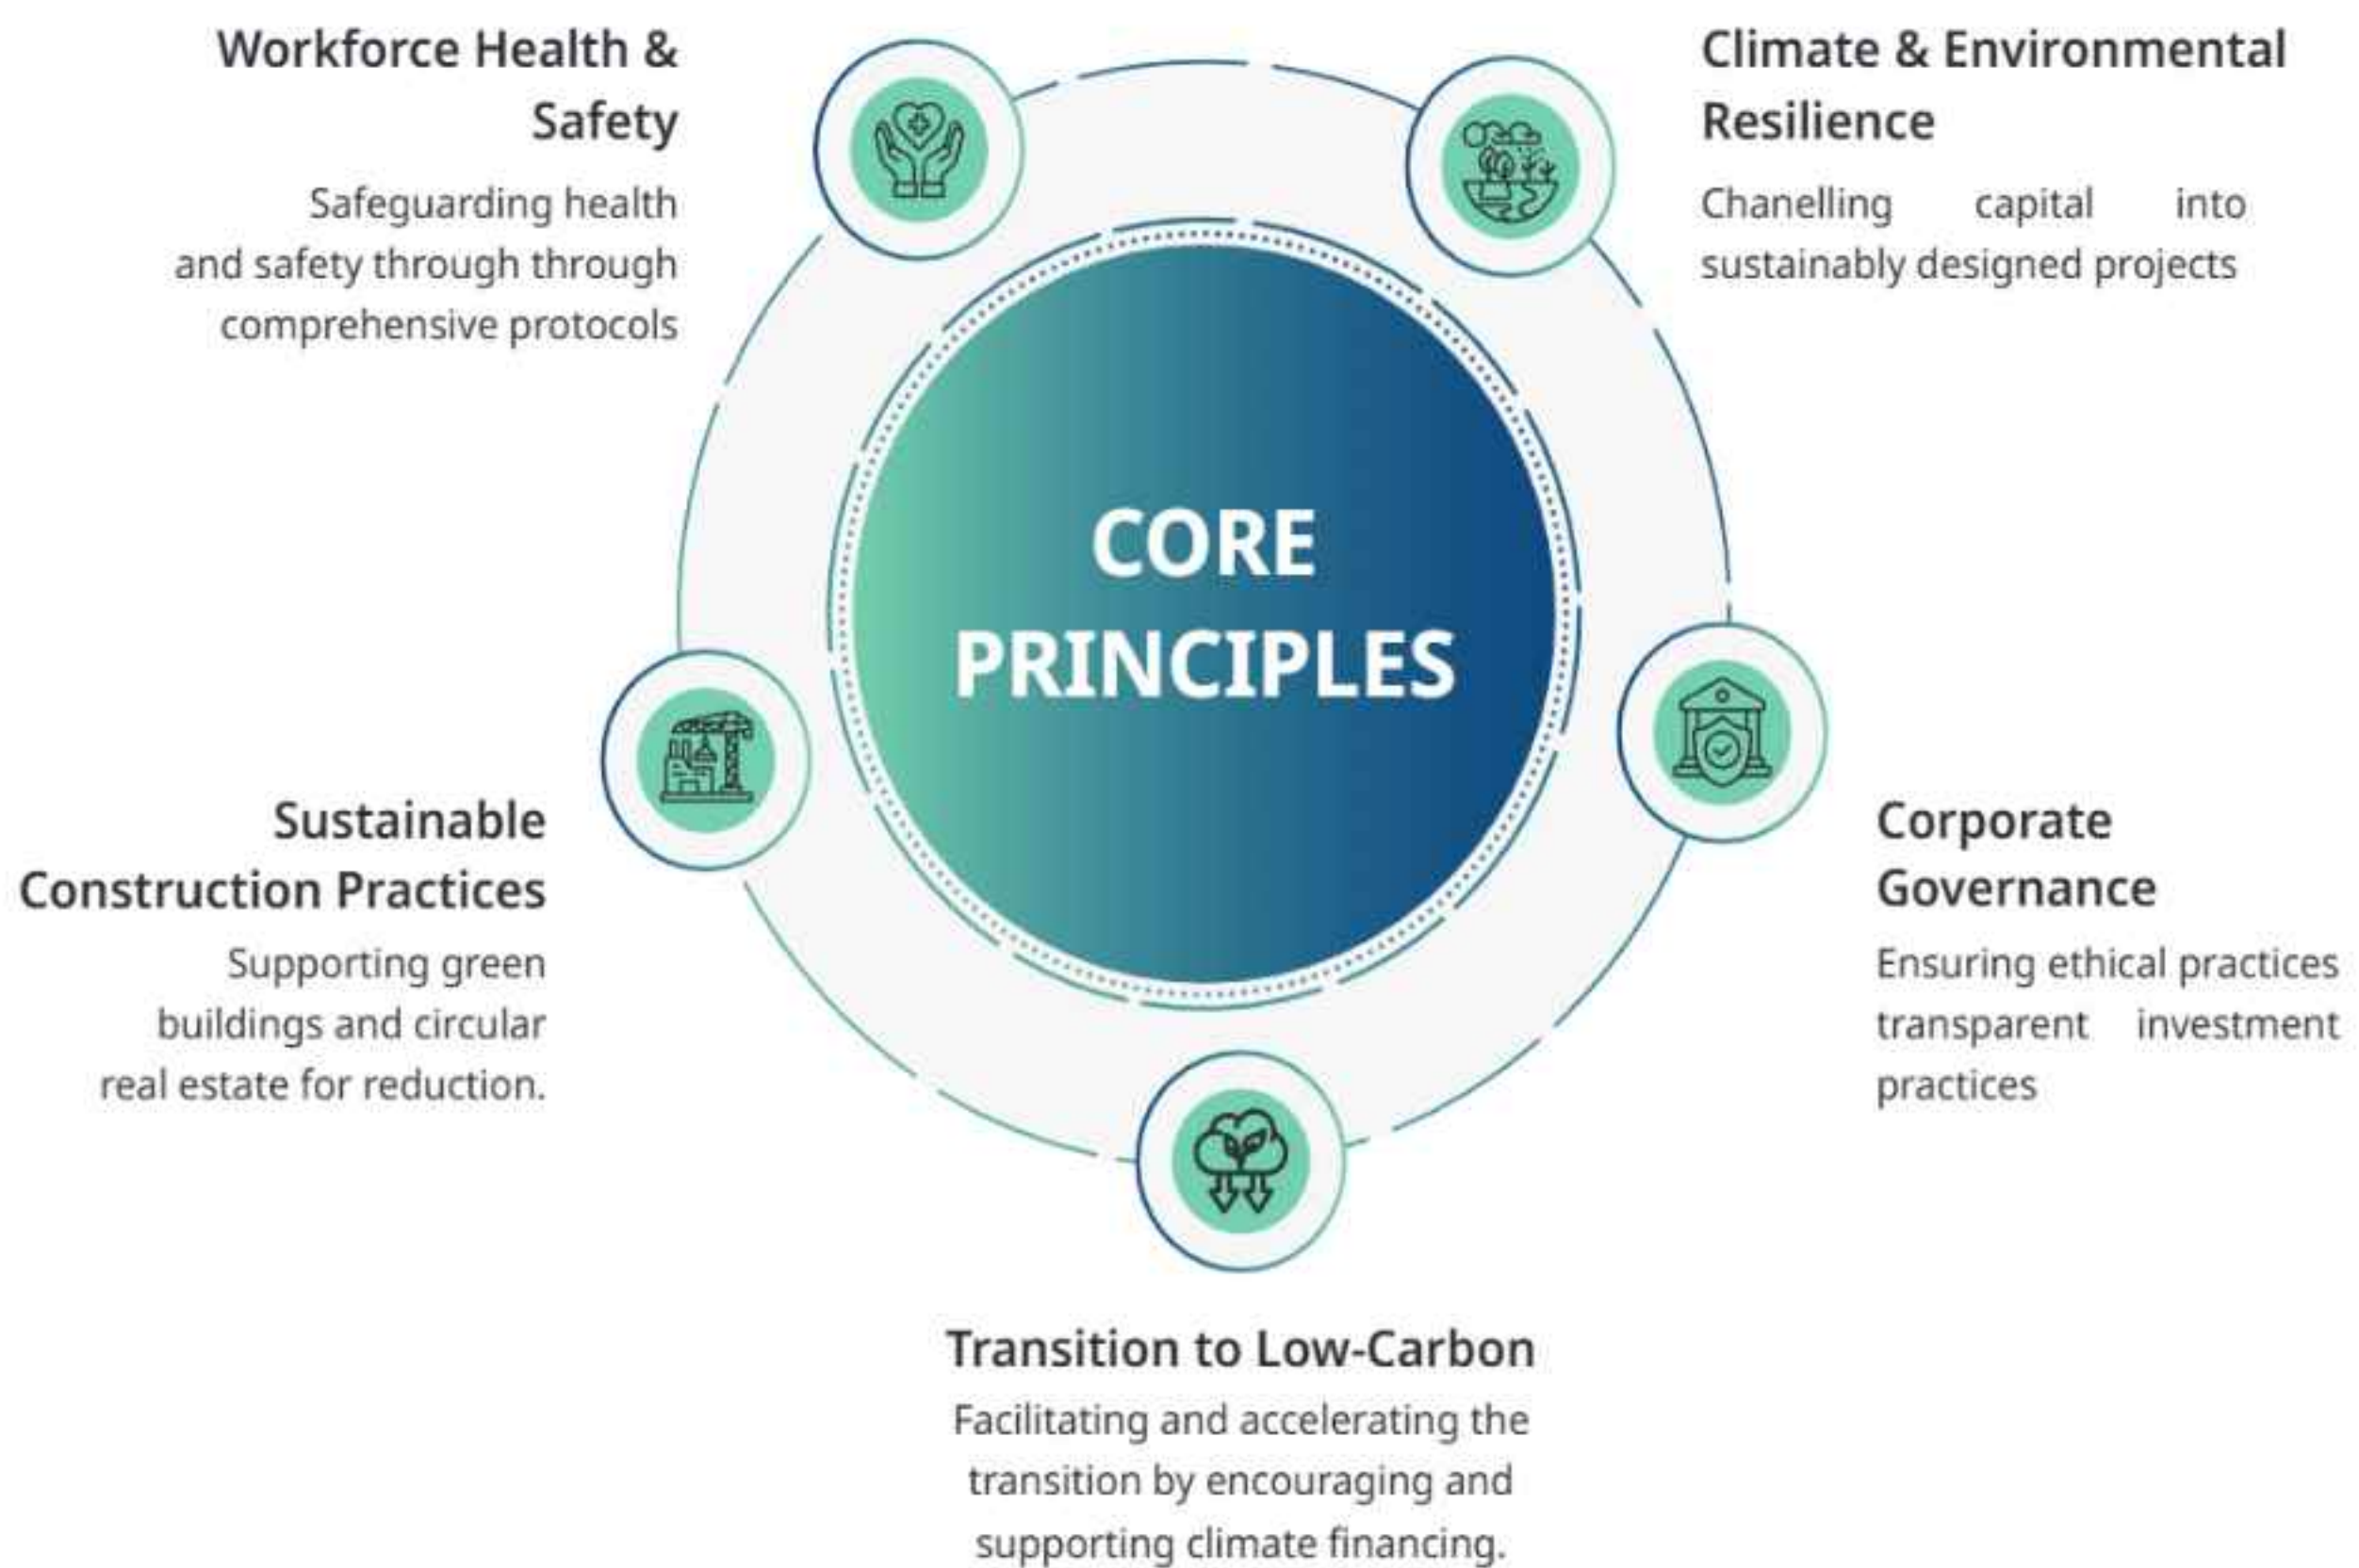 Workforce Health &
Safety
Safeguarding health
and safety through through
comprehensive protocols
Climate & Environmental
Resilience
Chanelling capital into
sustainably designed projects
CORE
PRINCIPLES
Sustainable
Construction Practices
Supporting green
buildings and circular
real estate for reduction.
Corporate
Governance
Ensuring ethical practices
transparent investment
practices
Transition to Low-Carbon
Facilitating and accelerating the
transition by encouraging and
supporting climate financing.